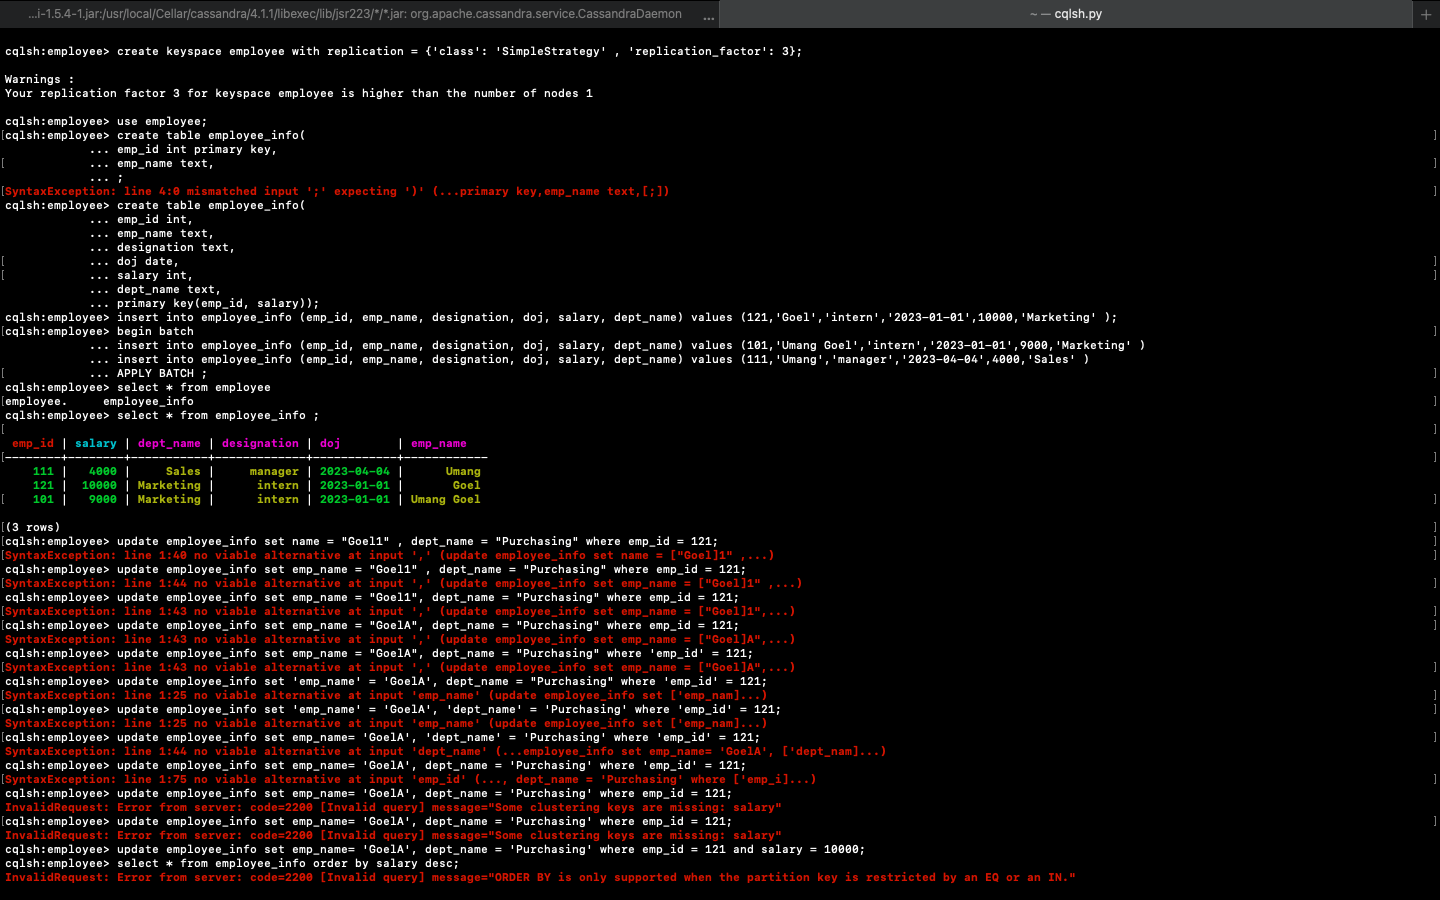 ...i-1.5.4-1.jar:/usr/local/Cellar/cassandra/4.1.1/libexec/lib/jsr223/*/*.jar: org.apache.cassandra.service.CassandraDaemon ... ~ — cqlsh.py +
cqlsh:employee> create keyspace employee with replication = {'class': 'SimpleStrategy' , 'replication_factor': 3};
Warnings :
Your replication factor 3 for keyspace employee is higher than the number of nodes 1
cqlsh:employee> use employee;
[cqlsh:employee> create table employee_info( ]
... emp_id int primary key,
[ ... emp_name text, ]
... ;
[SyntaxException: line 4:0 mismatched input ';' expecting ')' (...primary key,emp_name text,[;]) ]
cqlsh:employee> create table employee_info(
... emp_id int,
... emp_name text,
... designation text,
[ ... doj date, ]
[ ... salary int, ]
... dept_name text,
... primary key(emp_id, salary));
cqlsh:employee> insert into employee_info (emp_id, emp_name, designation, doj, salary, dept_name) values (121,'Goel','intern','2023-01-01',10000,'Marketing' );
[cqlsh:employee> begin batch ]
... insert into employee_info (emp_id, emp_name, designation, doj, salary, dept_name) values (101,'Umang Goel','intern','2023-01-01',9000,'Marketing' )
... insert into employee_info (emp_id, emp_name, designation, doj, salary, dept_name) values (111,'Umang','manager','2023-04-04',4000,'Sales' )
[ ... APPLY BATCH ; ]
cqlsh:employee> select * from employee
[employee. employee_info ]
cqlsh:employee> select * from employee_info ;
[ ]
emp_id | salary | dept_name | designation | doj | emp_name
[--------+--------+-----------+-------------+------------+------------ ]
111 | 4000 | Sales | manager | 2023-04-04 | Umang
121 | 10000 | Marketing | intern | 2023-01-01 | Goel
[ 101 | 9000 | Marketing | intern | 2023-01-01 | Umang Goel ]
[(3 rows) ]
[cqlsh:employee> update employee_info set name = "Goel1" , dept_name = "Purchasing" where emp_id = 121; ]
[SyntaxException: line 1:40 no viable alternative at input ',' (update employee_info set name = ["Goel]1" ,...) ]
cqlsh:employee> update employee_info set emp_name = "Goel1" , dept_name = "Purchasing" where emp_id = 121;
[SyntaxException: line 1:44 no viable alternative at input ',' (update employee_info set emp_name = ["Goel]1" ,...) ]
cqlsh:employee> update employee_info set emp_name = "Goel1", dept_name = "Purchasing" where emp_id = 121;
[SyntaxException: line 1:43 no viable alternative at input ',' (update employee_info set emp_name = ["Goel]1",...) ]
[cqlsh:employee> update employee_info set emp_name = "GoelA", dept_name = "Purchasing" where emp_id = 121; ]
SyntaxException: line 1:43 no viable alternative at input ',' (update employee_info set emp_name = ["Goel]A",...)
cqlsh:employee> update employee_info set emp_name = "GoelA", dept_name = "Purchasing" where 'emp_id' = 121;
[SyntaxException: line 1:43 no viable alternative at input ',' (update employee_info set emp_name = ["Goel]A",...) ]
cqlsh:employee> update employee_info set 'emp_name' = 'GoelA', dept_name = "Purchasing" where 'emp_id' = 121;
[SyntaxException: line 1:25 no viable alternative at input 'emp_name' (update employee_info set ['emp_nam]...) ]
[cqlsh:employee> update employee_info set 'emp_name' = 'GoelA', 'dept_name' = 'Purchasing' where 'emp_id' = 121; ]
SyntaxException: line 1:25 no viable alternative at input 'emp_name' (update employee_info set ['emp_nam]...)
[cqlsh:employee> update employee_info set emp_name= 'GoelA', 'dept_name' = 'Purchasing' where 'emp_id' = 121; ]
SyntaxException: line 1:44 no viable alternative at input 'dept_name' (...employee_info set emp_name= 'GoelA', ['dept_nam]...)
cqlsh:employee> update employee_info set emp_name= 'GoelA', dept_name = 'Purchasing' where 'emp_id' = 121;
[SyntaxException: line 1:75 no viable alternative at input 'emp_id' (..., dept_name = 'Purchasing' where ['emp_i]...) ]
cqlsh:employee> update employee_info set emp_name= 'GoelA', dept_name = 'Purchasing' where emp_id = 121;
InvalidRequest: Error from server: code=2200 [Invalid query] message="Some clustering keys are missing: salary"
[cqlsh:employee> update employee_info set emp_name= 'GoelA', dept_name = 'Purchasing' where emp_id = 121; ]
InvalidRequest: Error from server: code=2200 [Invalid query] message="Some clustering keys are missing: salary"
cqlsh:employee> update employee_info set emp_name= 'GoelA', dept_name = 'Purchasing' where emp_id = 121 and salary = 10000;
cqlsh:employee> select * from employee_info order by salary desc;
InvalidRequest: Error from server: code=2200 [Invalid query] message="ORDER BY is only supported when the partition key is restricted by an EQ or an IN."